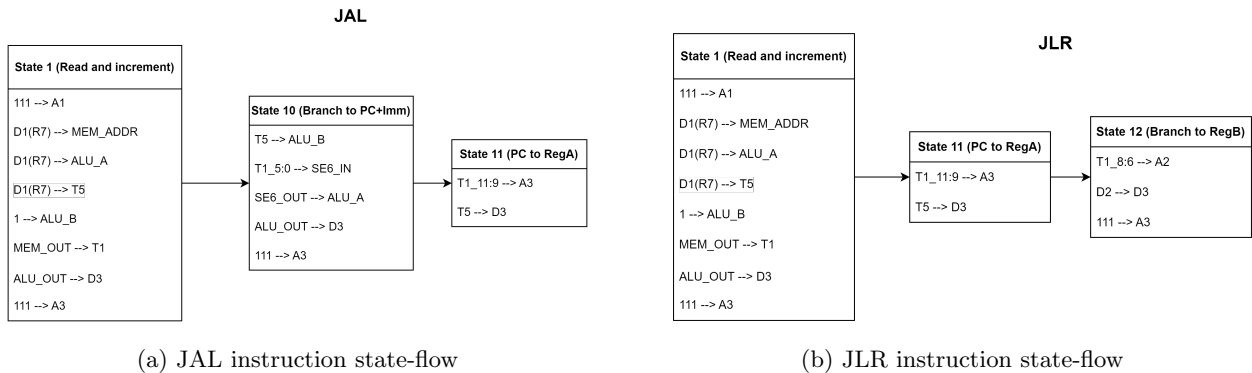 JAL
State 1 (Read and increment)
111 --> A1
D1(R7) --> MEM_ADDR
D1(R7) --> ALU_A
D1(R7) --> T5
1 --> ALU_B
MEM_OUT --> T1
ALU_OUT --> D3
111 --> A3
State 10 (Branch to PC+Imm)
T5 --> ALU_B
T1_5:0 --> SE6_IN
SE6_OUT --> ALU_A
ALU_OUT --> D3
111 --> A3
State 11 (PC to RegA)
T1_11:9 --> A3
T5 --> D3
(a) JAL instruction state-flow
JLR
State 1 (Read and increment)
111 --> A1
D1(R7) --> MEM_ADDR
D1(R7) --> ALU_A
D1(R7) --> T5
1 --> ALU_B
MEM_OUT --> T1
ALU_OUT --> D3
111 --> A3
State 11 (PC to RegA)
T1_11:9 --> A3
T5 --> D3
State 12 (Branch to RegB)
T1_8:6 --> A2
D2 --> D3
111 --> A3
(b) JLR instruction state-flow